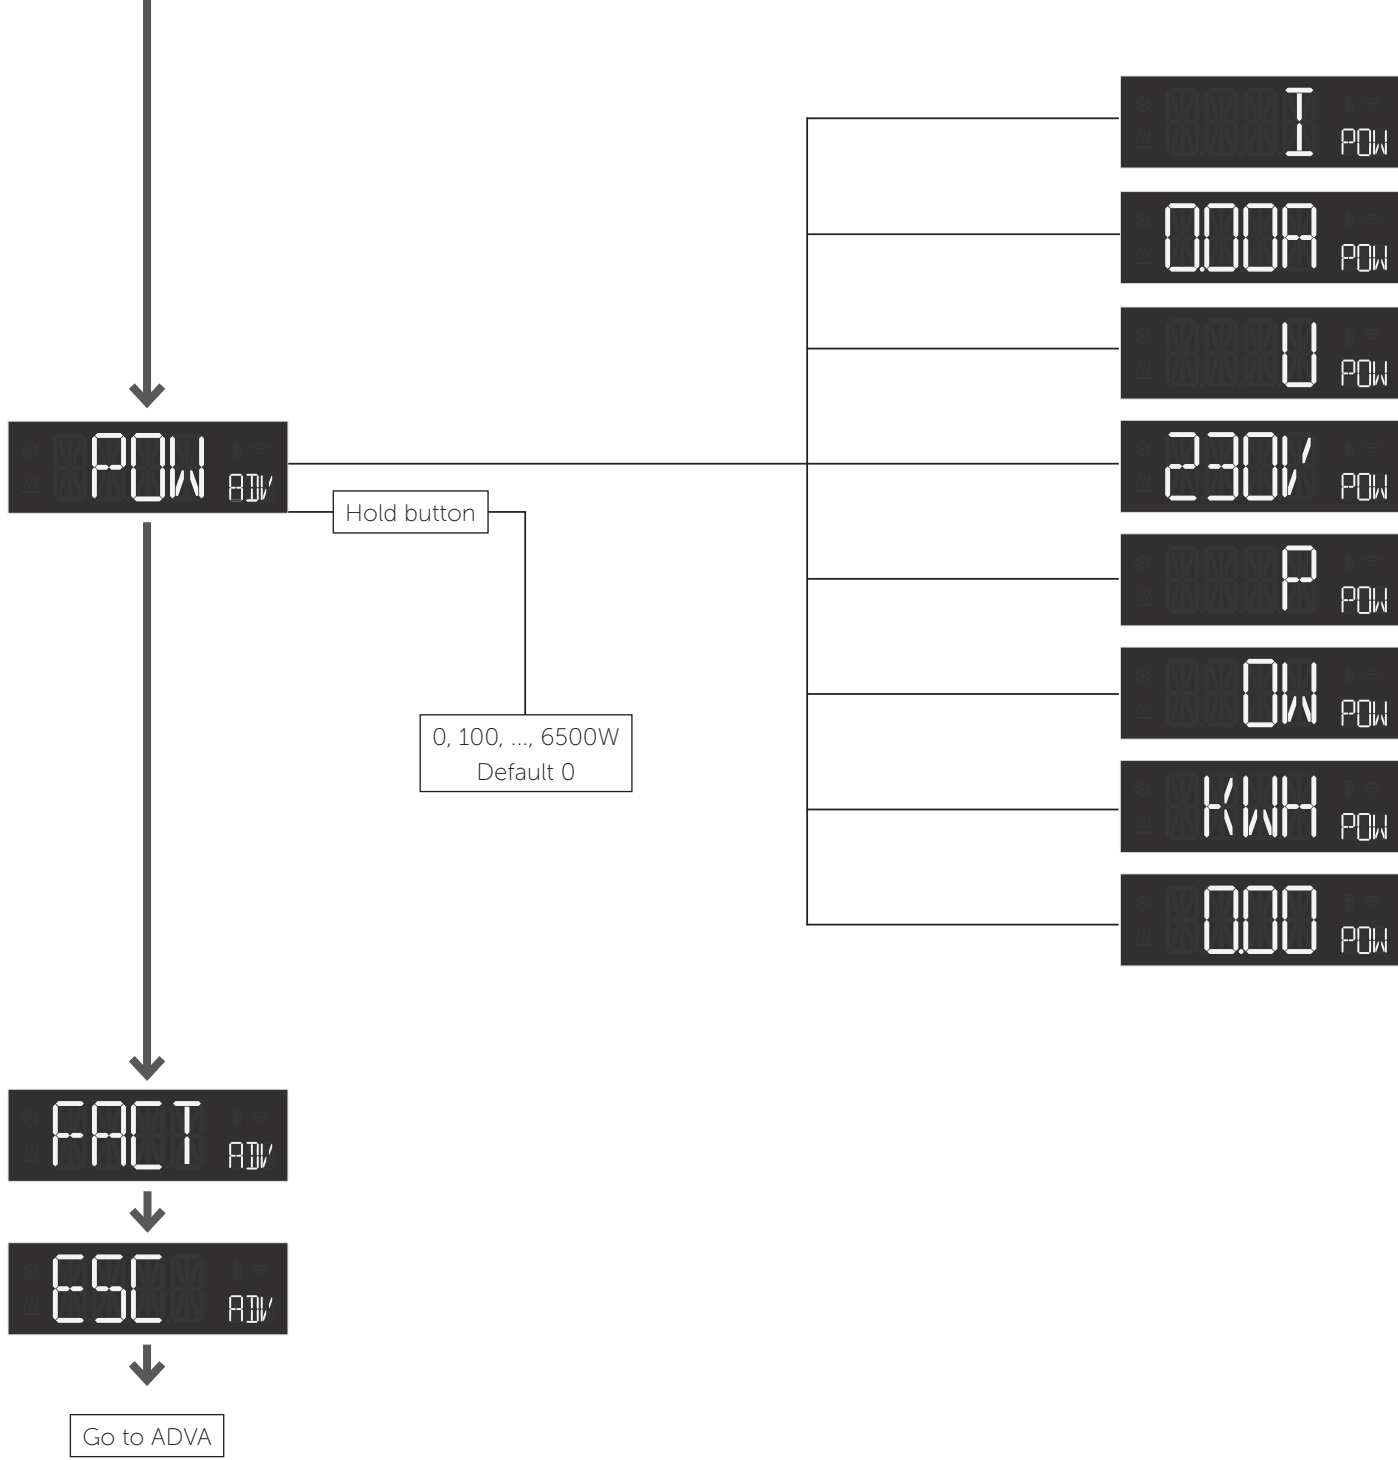 I
POW
0.00A
POW
U
POW
230V
POW
P
POW
0W
POW
KWH
POW
0.00
POW
POW
ADV
Hold button
0, 100, ..., 6500W
Default 0
FACT
ADV
ESC
ADV
Go to ADVA